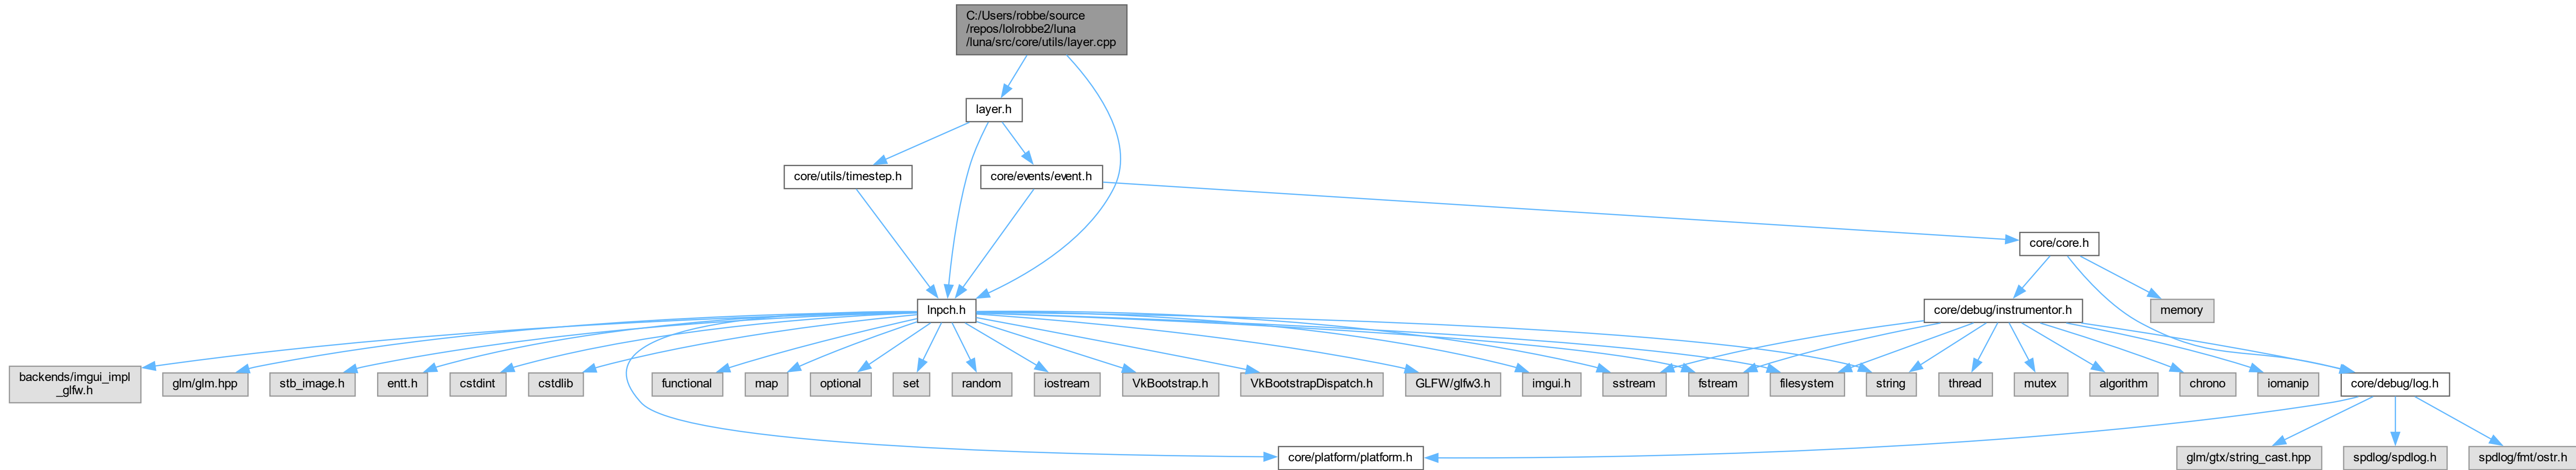 C:/Users/robbe/source
/repos/lolrobbe2/luna
/luna/src/core/utils/layer.cpp
layer.h
core/utils/timestep.h
core/events/event.h
core/core.h
lnpch.h
core/debug/instrumentor.h
memory
backends/imgui_impl
_glfw.h
glm/glm.hpp
stb_image.h
entt.h
cstdint
cstdlib
functional
map
optional
set
random
iostream
VkBootstrap.h
VkBootstrapDispatch.h
GLFW/glfw3.h
imgui.h
sstream
fstream
filesystem
string
thread
mutex
algorithm
chrono
iomanip
core/debug/log.h
core/platform/platform.h
glm/gtx/string_cast.hpp
spdlog/spdlog.h
spdlog/fmt/ostr.h